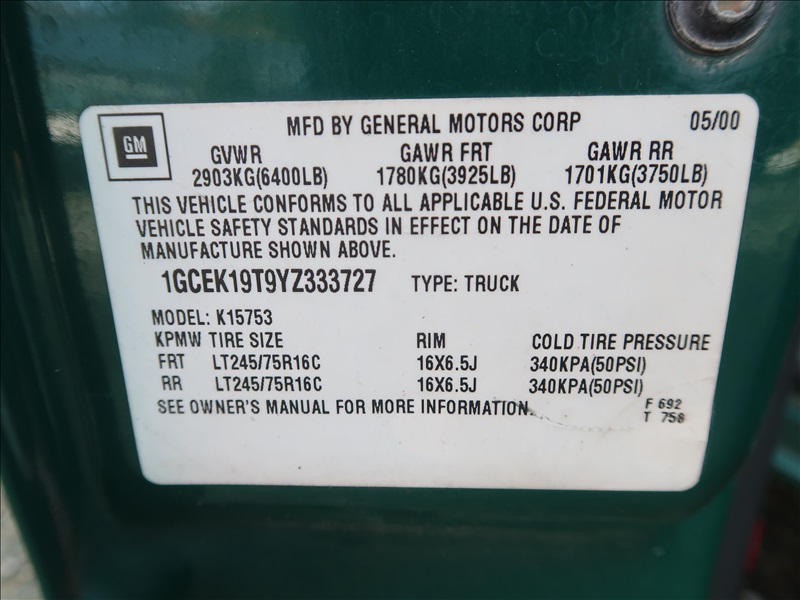 GM
MFD BY GENERAL MOTORS CORP 05/00
GVWR GAWR FRT GAWR RR
2903KG(6400LB) 1780KG(3925LB) 1701KG(3750LB)
THIS VEHICLE CONFORMS TO ALL APPLICABLE U.S. FEDERAL MOTOR
VEHICLE SAFETY STANDARDS IN EFFECT ON THE DATE OF
MANUFACTURE SHOWN ABOVE.
1GCEK19T9YZ333727 TYPE: TRUCK
MODEL: K15753
KPMW TIRE SIZE RIM COLD TIRE PRESSURE
FRT LT245/75R16C 16X6.5J 340KPA(50PSI)
RR LT245/75R16C 16X6.5J 340KPA(50PSI)
SEE OWNER'S MANUAL FOR MORE INFORMATION. F 692
T 758